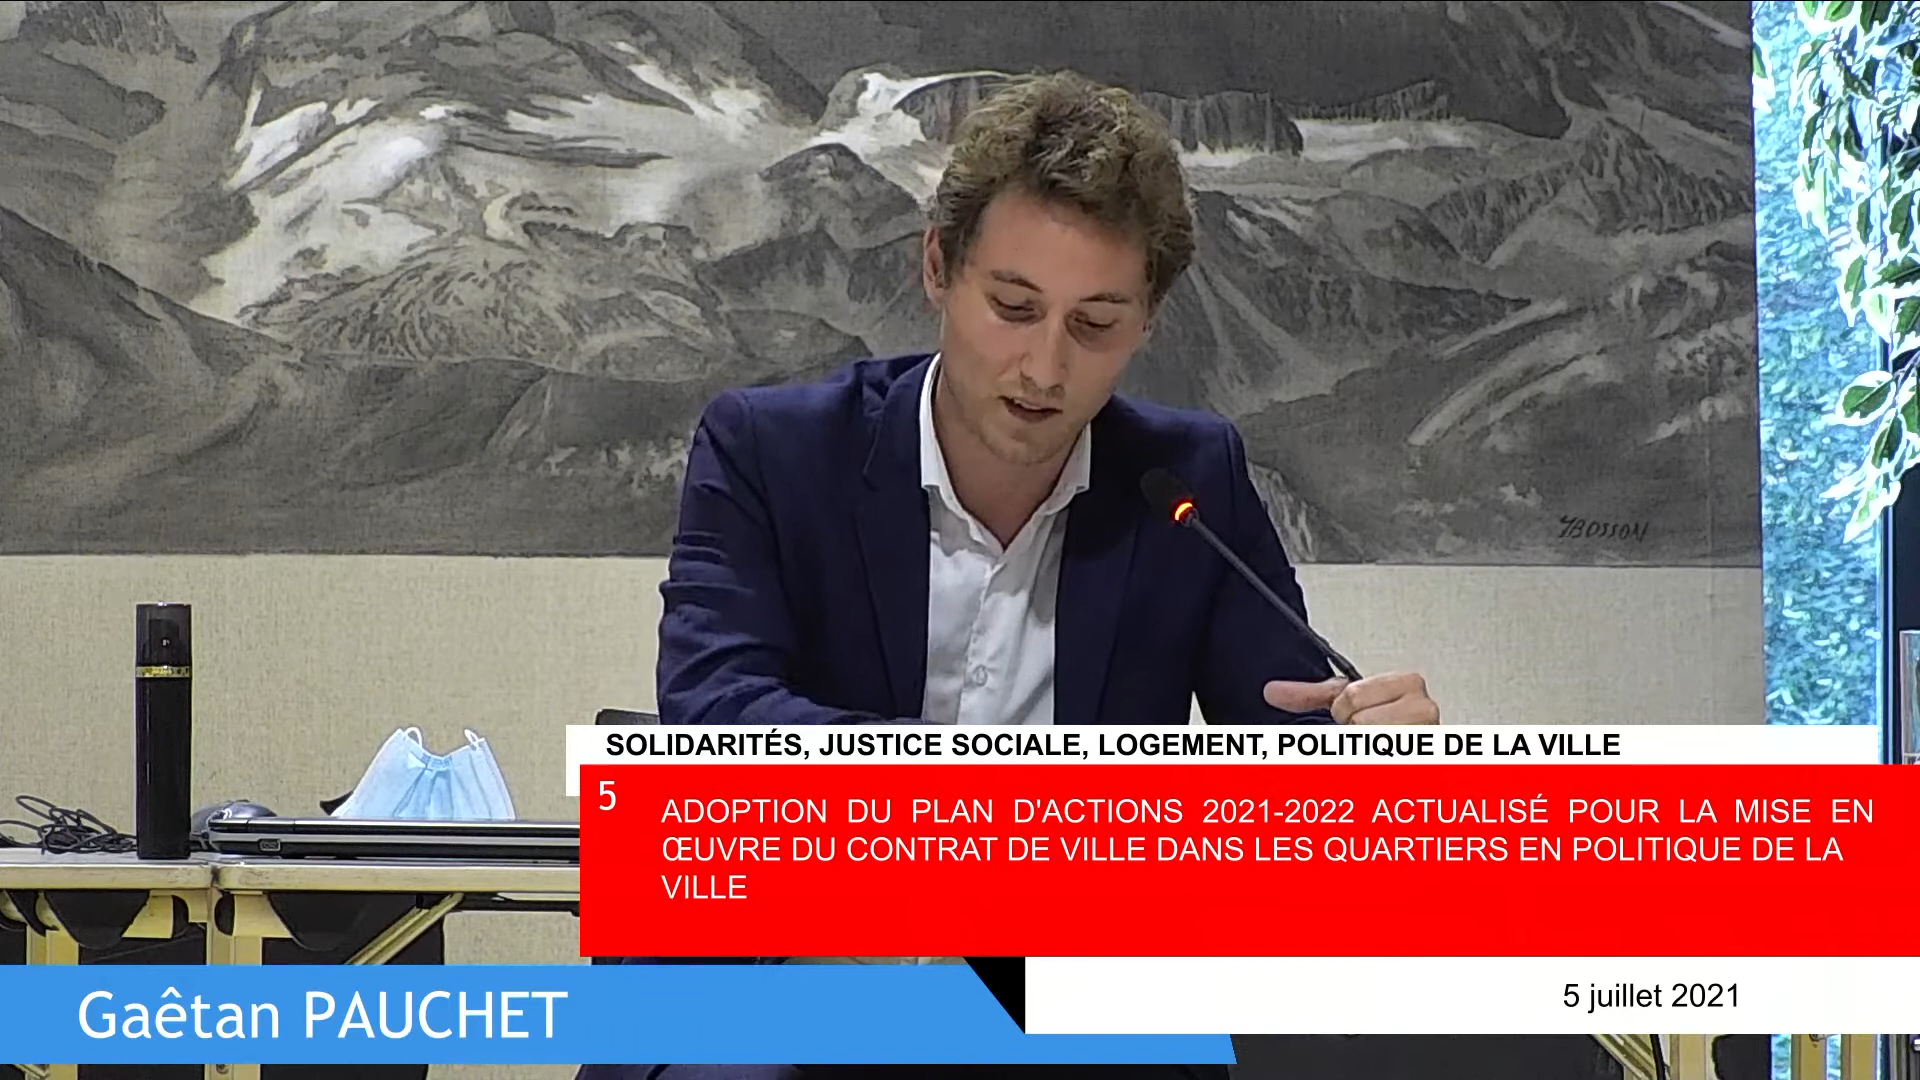 JBOSSON
SOLIDARITÉS, JUSTICE SOCIALE, LOGEMENT, POLITIQUE DE LA VILLE
5
ADOPTION DU PLAN D'ACTIONS 2021-2022 ACTUALISÉ POUR LA MISE EN
ŒUVRE DU CONTRAT DE VILLE DANS LES QUARTIERS EN POLITIQUE DE LA
VILLE
5 juillet 2021
Gaêtan PAUCHET